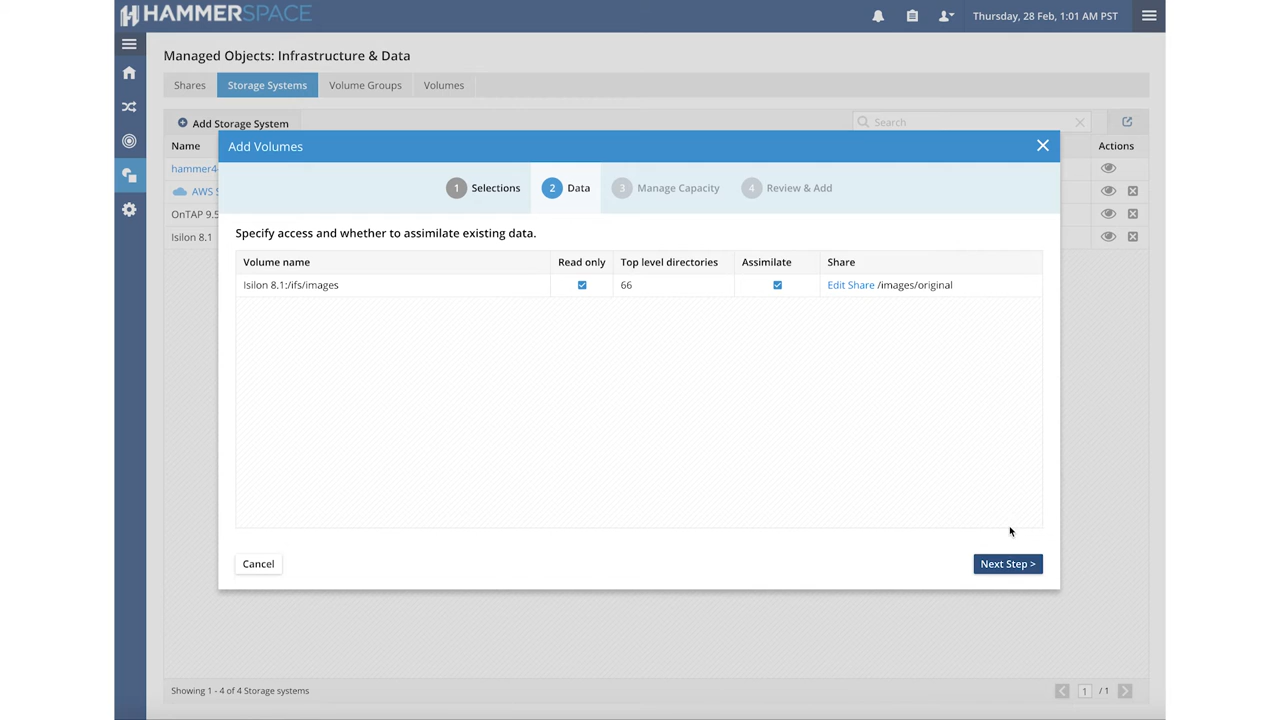 HAMMERSPACE
Thursday, 28 Feb, 1:01 AM PST
Managed Objects: Infrastructure & Data
Shares
Storage Systems
Volume Groups
Volumes
Add Storage System
Search
Name
Actions
hammer4
AWS S
OnTAP 9.5
Isilon 8.1
Add Volumes
1 Selections
2 Data
3 Manage Capacity
4 Review & Add
Specify access and whether to assimilate existing data.
Volume name Read only Top level directories Assimilate Share
Isilon 8.1:/ifs/images 66 Edit Share /images/original
Cancel
Next Step >
Showing 1 - 4 of 4 Storage systems
1 / 1